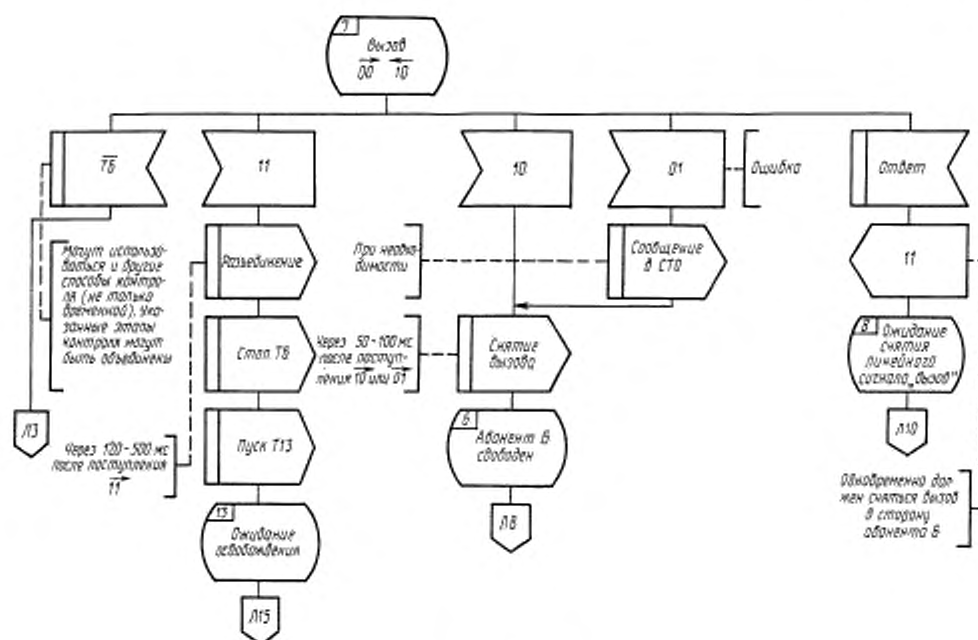 7
Вызов
00 10
Т6
11
10
01
Ошибка
Ответ
Могут использо-
ваться и другие
способы контро-
ля (не только
временной). Ука-
занные этапы
контроля могут
быть объединены
Разъединение
При необхо-
димости
Сообщение
в СТО
11
Стоп Т8
Через 50-100 мс
после поступ-
ления 10 или 01
Снятие
вызова
8
Ожидание
снятия
линейного
сигнала „Вызов"
Л3
Через 120-500 мс
после поступления
11
Пуск Т13
6
Абонент Б
свободен
Л10
13
Ожидание
освобождения
Л8
Одновременно дол-
жен сняться вызов
в сторону
абонента Б
Л15